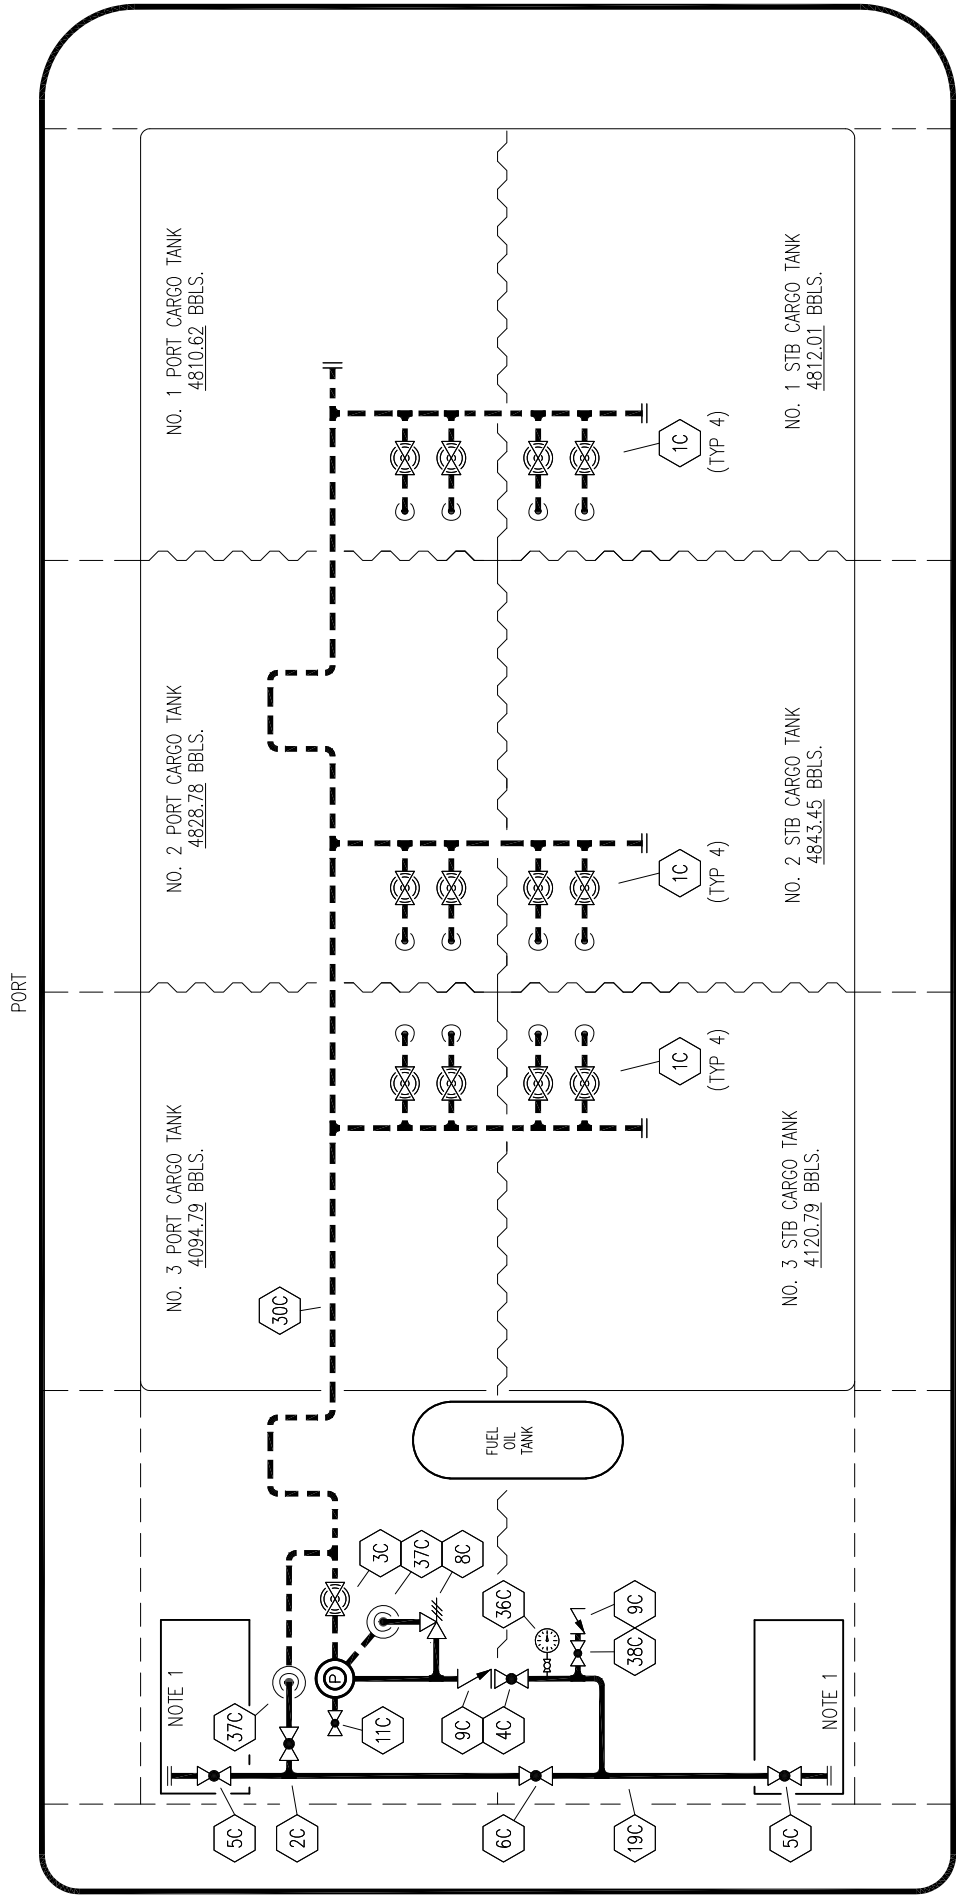 PORT
NO. 1 PORT CARGO TANK
4810.62 BBLS.
NO. 1 STB CARGO TANK
4812.01 BBLS.
1C
(TYP 4)
NO. 2 PORT CARGO TANK
4828.78 BBLS.
NO. 2 STB CARGO TANK
4843.45 BBLS.
1C
(TYP 4)
NO. 3 PORT CARGO TANK
4094.79 BBLS.
NO. 3 STB CARGO TANK
4120.79 BBLS.
1C
(TYP 4)
30C
FUEL
OIL
TANK
3C
37C
8C
36C
9C
38C
NOTE 1
37C
P
11C
9C
4C
NOTE 1
5C
2C
6C
19C
5C